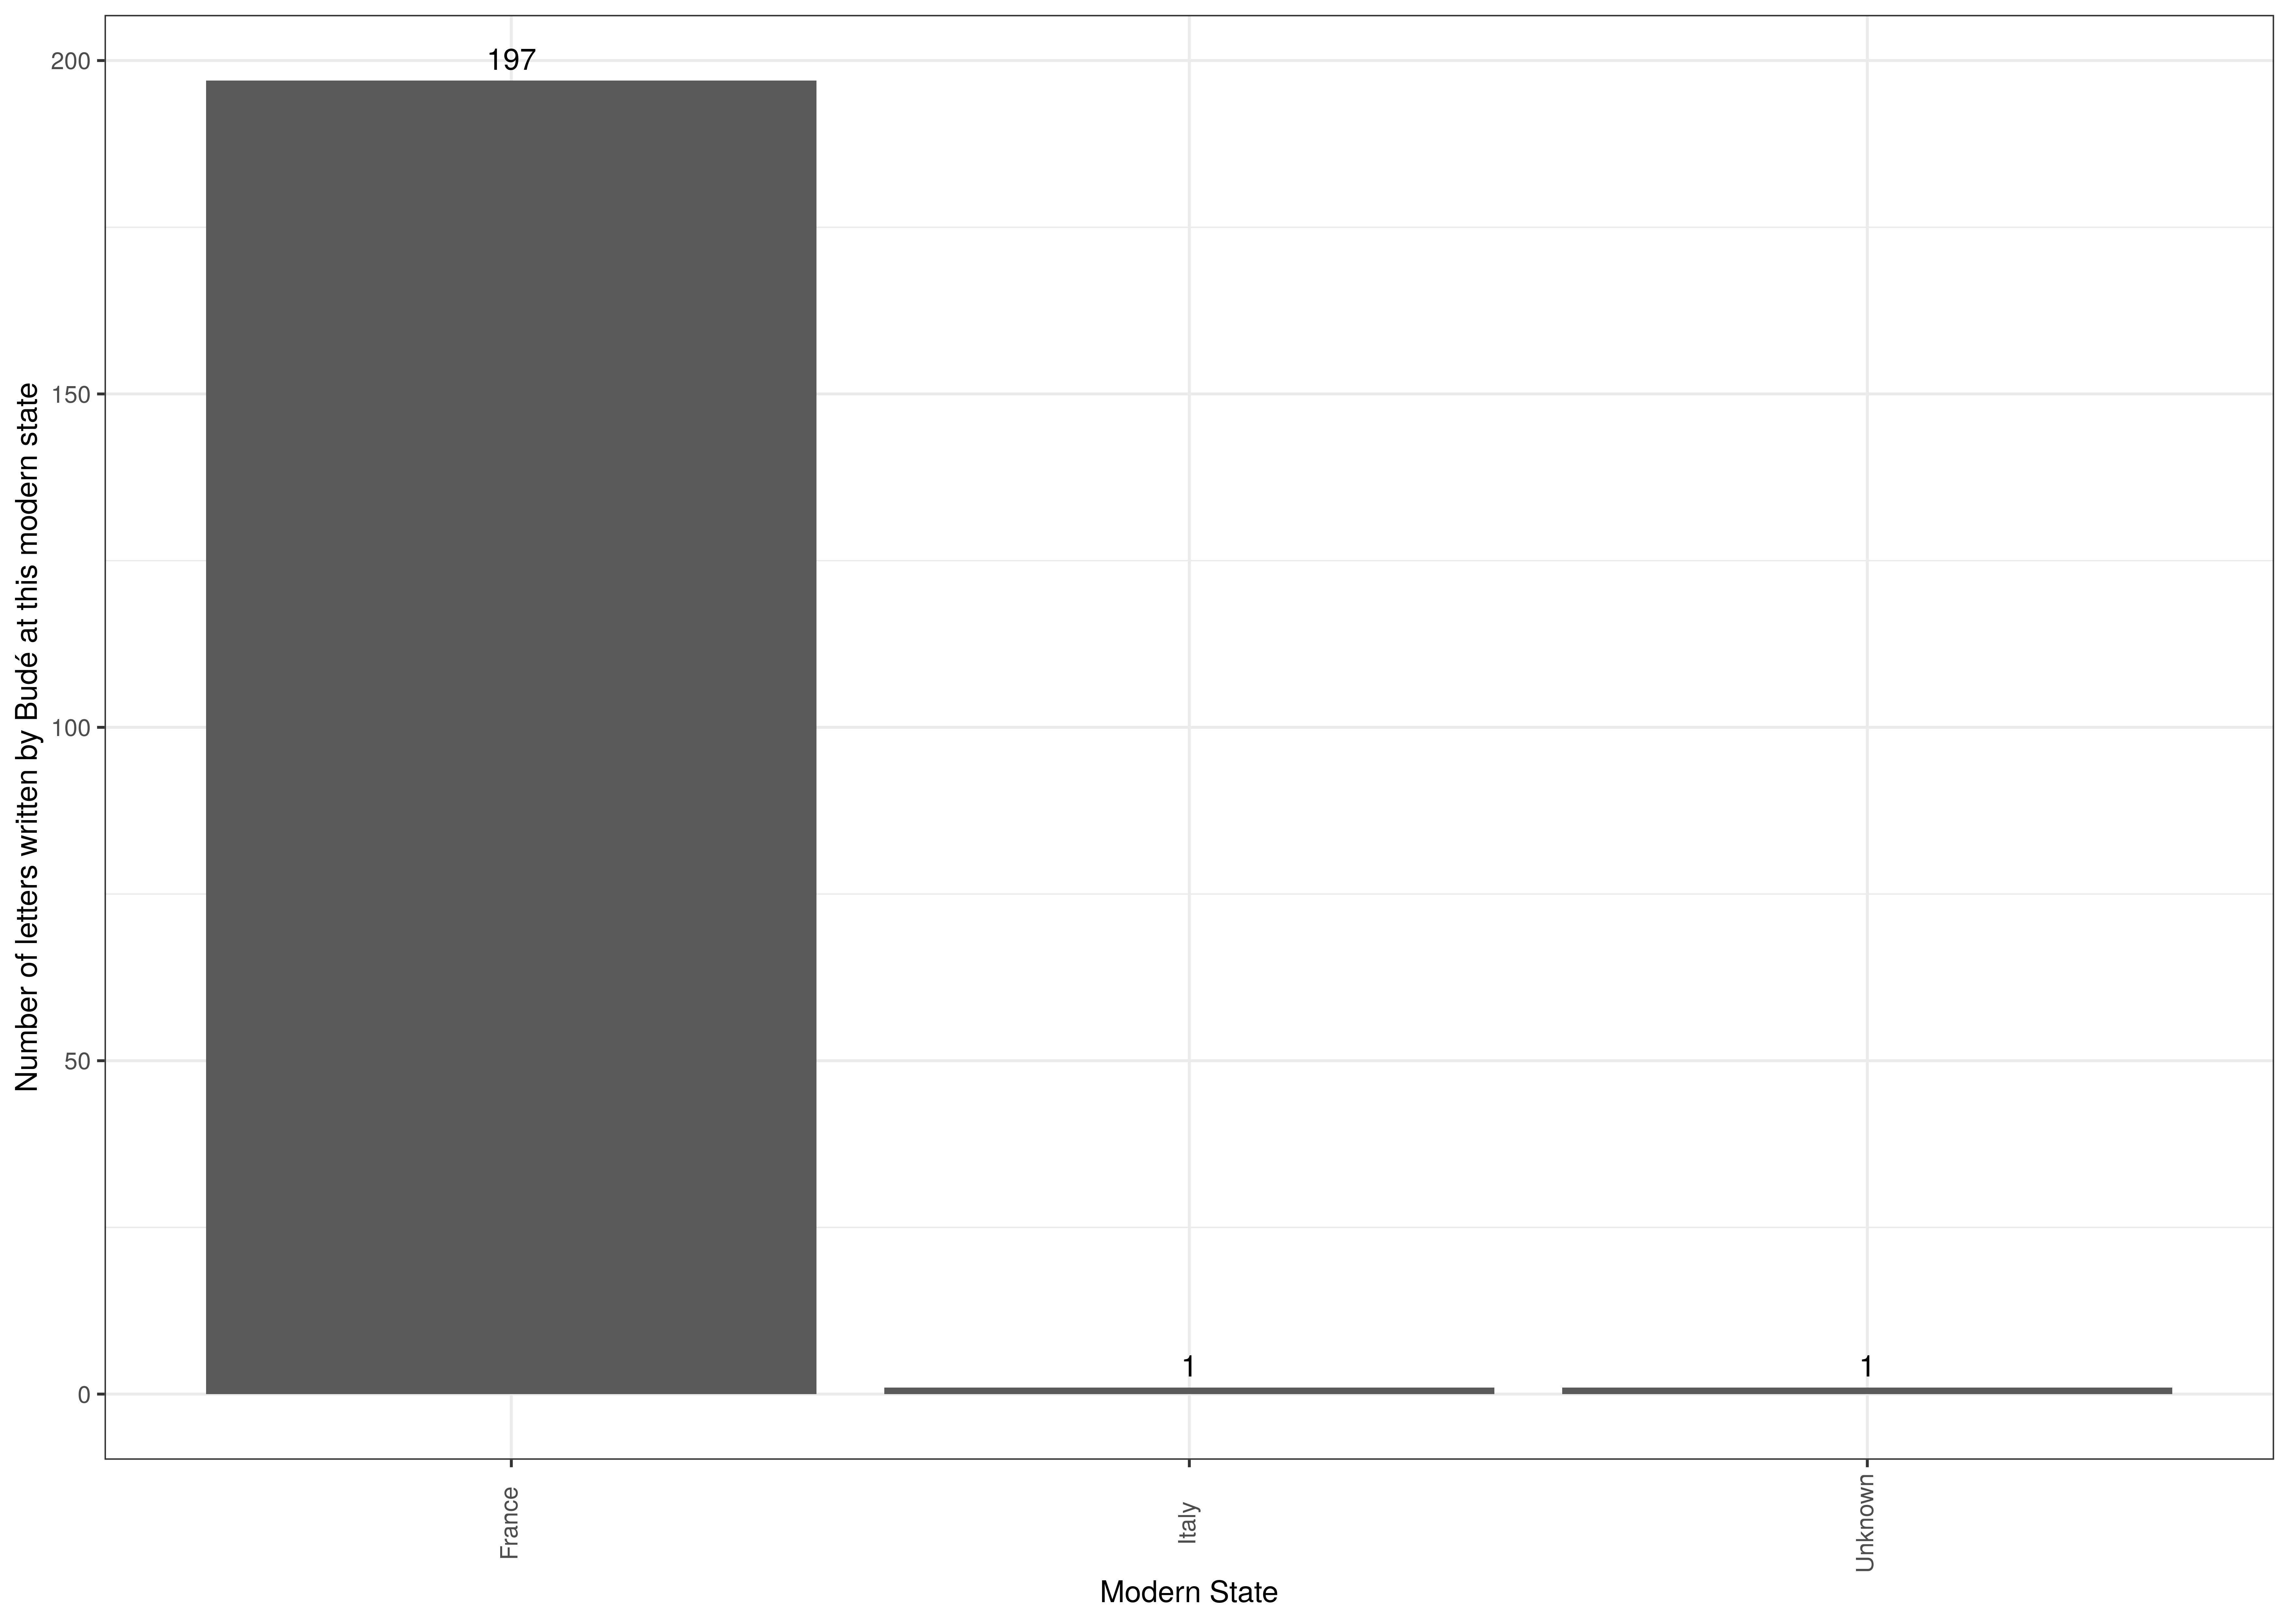 Number of letters written by Budé at this modern state
200
150
100
50
0
197
1
1
France
Italy
Unknown
Modern State